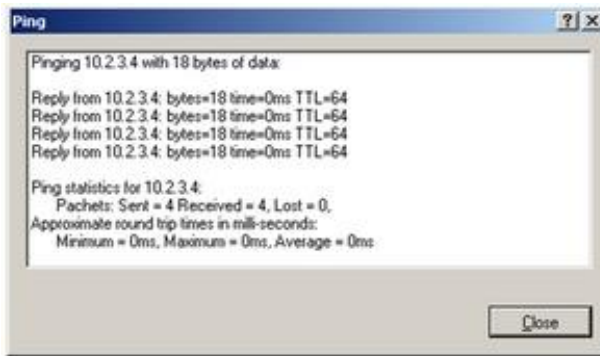 Ping
Pinging 10.2.3.4 with 18 bytes of data:
Reply from 10.2.3.4: bytes=18 time=0ms TTL=64
Reply from 10.2.3.4: bytes=18 time=0ms TTL=64
Reply from 10.2.3.4: bytes=18 time=0ms TTL=64
Reply from 10.2.3.4: bytes=18 time=0ms TTL=64
Ping statistics for 10.2.3.4:
Pachets: Sent = 4 Received = 4, Lost = 0,
Approximate round trip times in milli-seconds:
Minimum = 0ms, Maximum = 0ms, Average = 0ms
Close